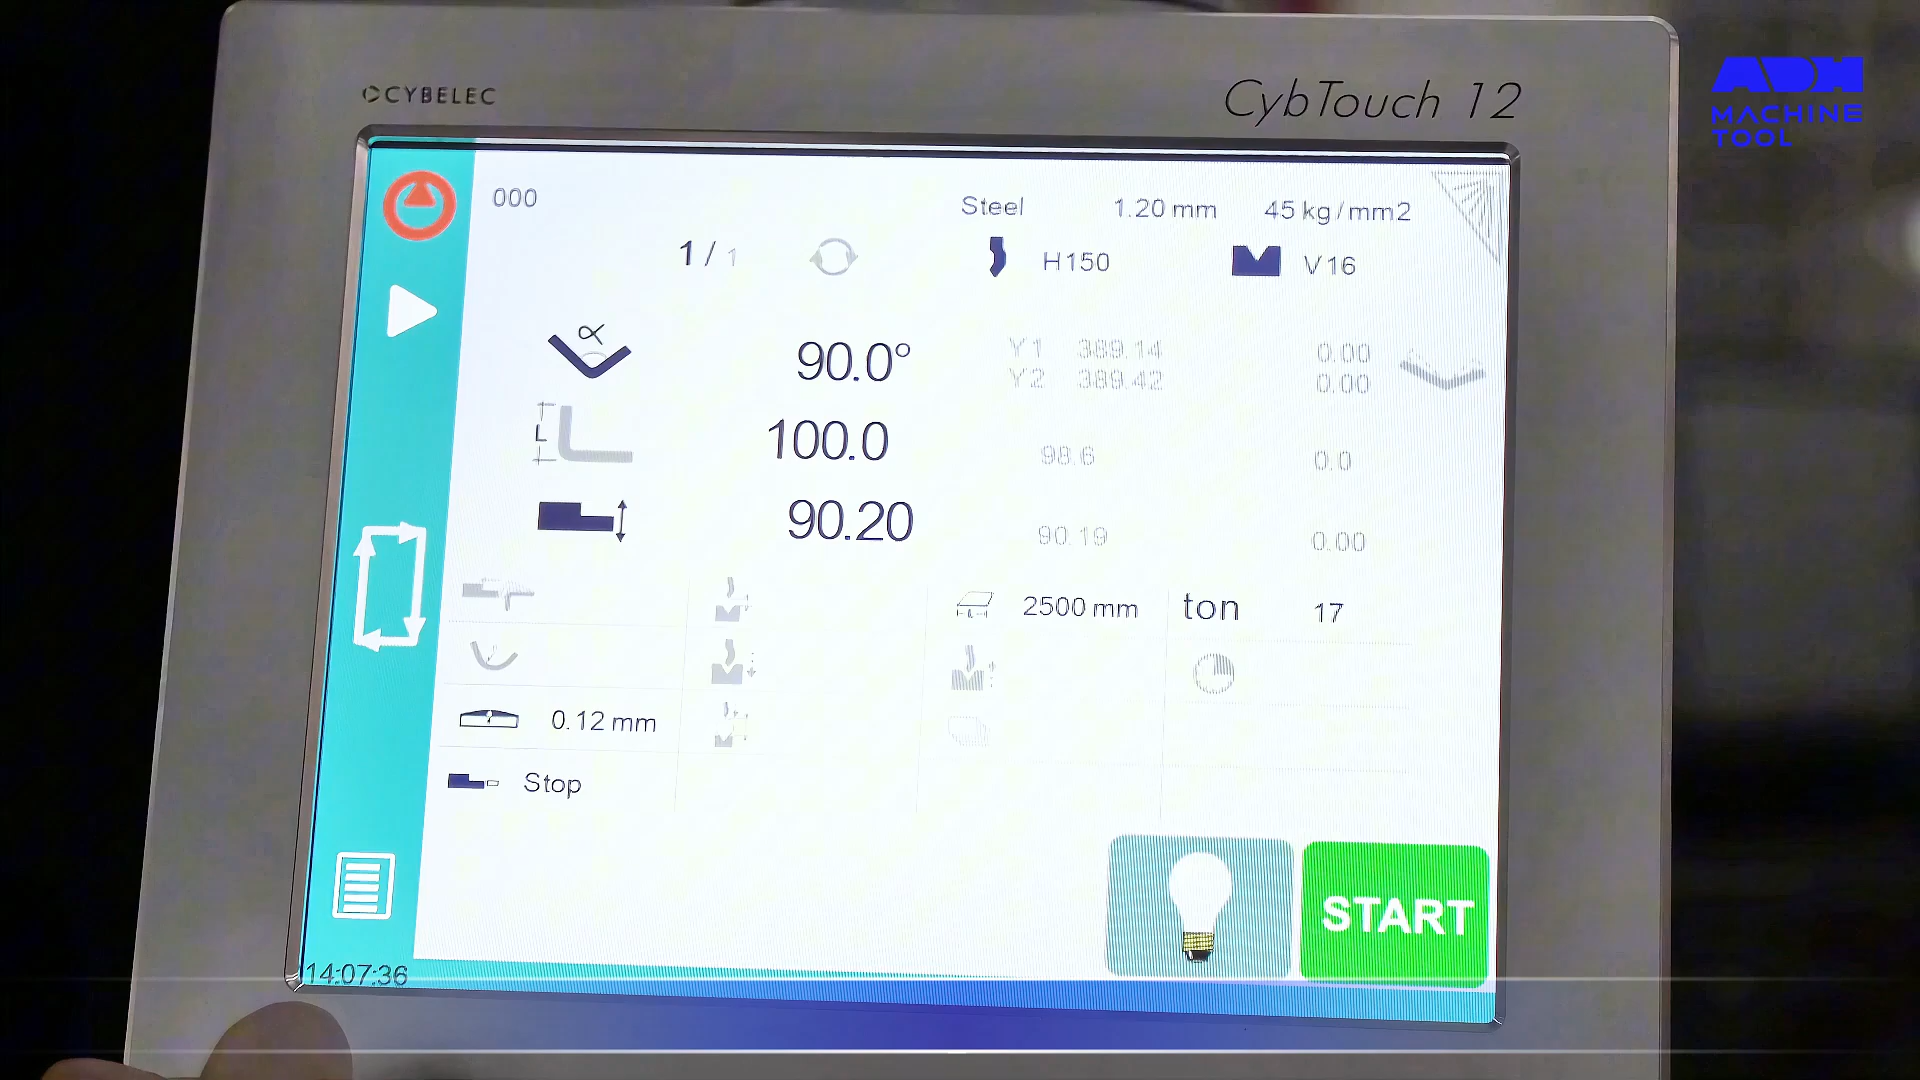 CYBELEC
CybTouch 12
ADH
MACHINE
TOOL
000
Steel 1.20 mm 45 kg/mm2
1 / 1 H150 V16
α
90.0° Y1 389.14 0.00
Y2 389.42 0.00
L 100.0 98.6 0.0
90.20 90.19 0.00
2500 mm ton 17
0.12 mm
Stop
START
14:07:36